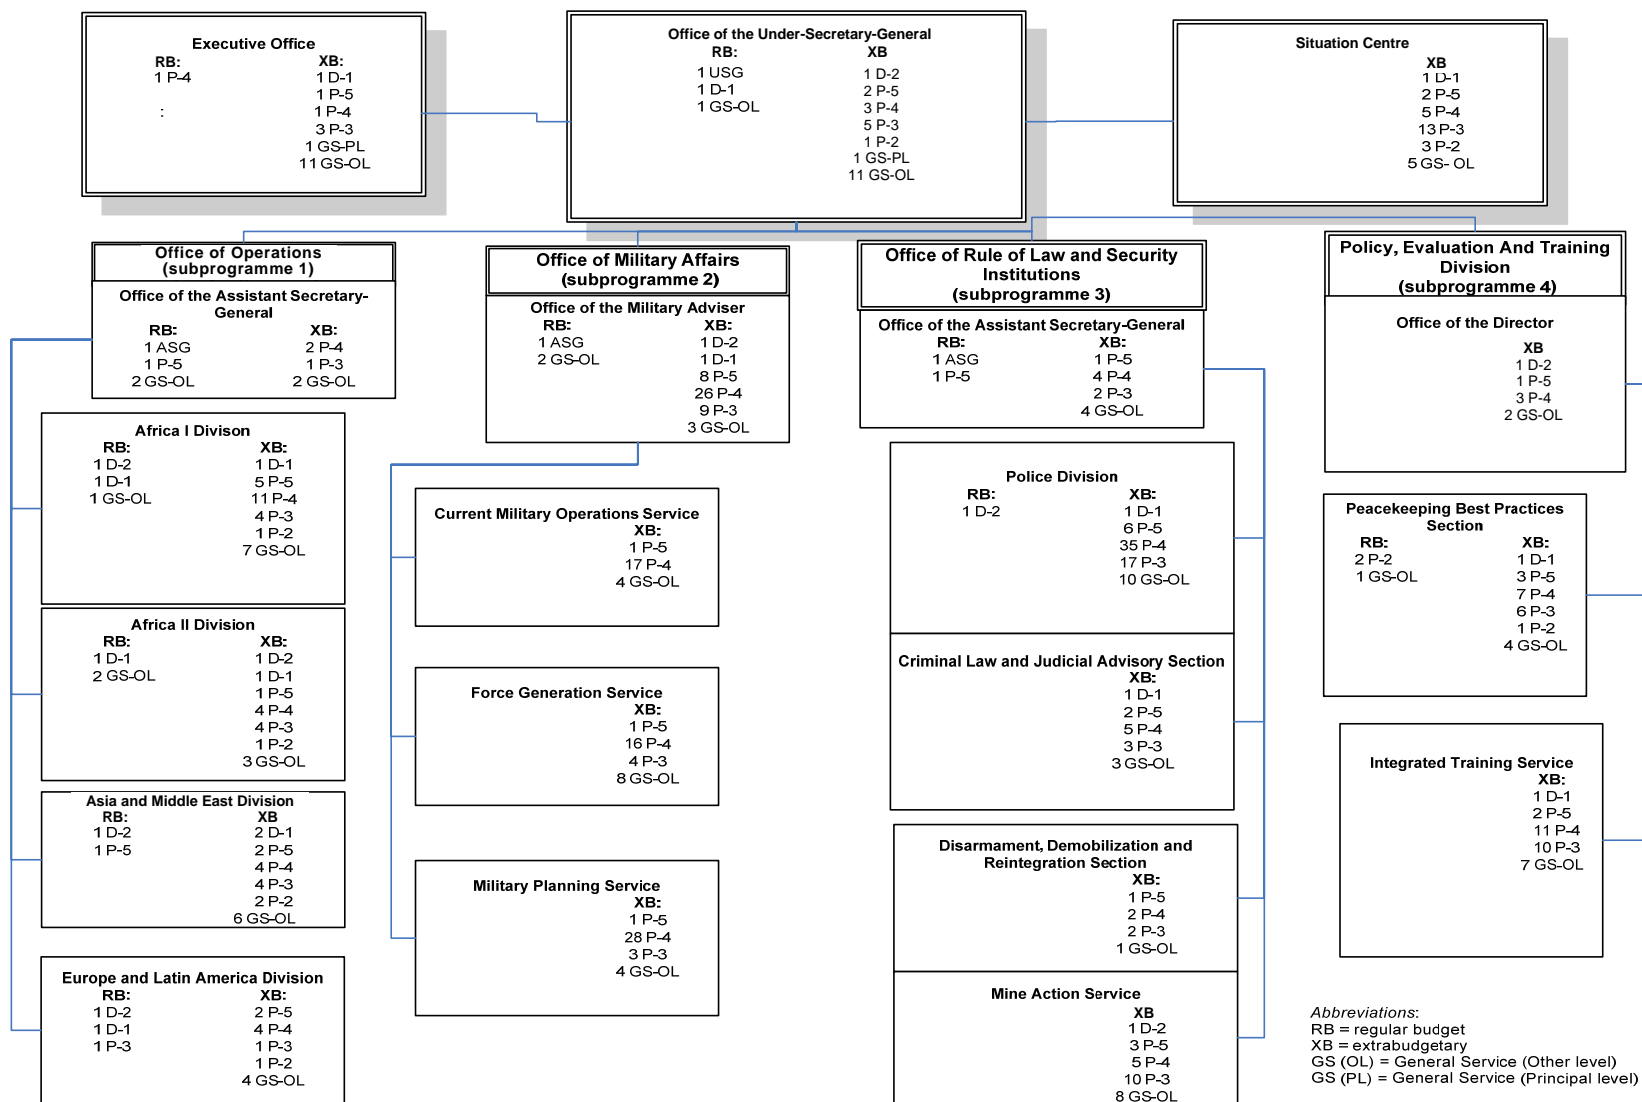 Executive Office
RB: XB:
1 P-4 1 D-1
1 P-5
: 1 P-4
3 P-3
1 GS-PL
11 GS-OL
Office of the Under-Secretary-General
RB: XB
1 USG 1 D-2
1 D-1 2 P-5
1 GS-OL 3 P-4
5 P-3
1 P-2
1 GS-PL
11 GS-OL
Situation Centre
XB
1 D-1
2 P-5
5 P-4
13 P-3
3 P-2
5 GS- OL
Office of Operations
(subprogramme 1)
Office of the Assistant Secretary-
General
RB: XB:
1 ASG 2 P-4
1 P-5 1 P-3
2 GS-OL 2 GS-OL
Africa I Divison
RB: XB:
1 D-2 1 D-1
1 D-1 5 P-5
1 GS-OL 11 P-4
4 P-3
1 P-2
7 GS-OL
Africa II Division
RB: XB:
1 D-1 1 D-2
2 GS-OL 1 D-1
1 P-5
4 P-4
4 P-3
1 P-2
3 GS-OL
Asia and Middle East Division
RB: XB
1 D-2 2 D-1
1 P-5 2 P-5
4 P-4
4 P-3
2 P-2
6 GS-OL
Europe and Latin America Division
RB: XB:
1 D-2 2 P-5
1 D-1 4 P-4
1 P-3 1 P-3
1 P-2
4 GS-OL
Office of Military Affairs
(subprogramme 2)
Office of the Military Adviser
RB: XB:
1 ASG 1 D-2
2 GS-OL 1 D-1
8 P-5
26 P-4
9 P-3
3 GS-OL
Current Military Operations Service
XB:
1 P-5
17 P-4
4 GS-OL
Force Generation Service
XB:
1 P-5
16 P-4
4 P-3
8 GS-OL
Military Planning Service
XB:
1 P-5
28 P-4
3 P-3
4 GS-OL
Office of Rule of Law and Security
Institutions
(subprogramme 3)
Office of the Assistant Secretary-General
RB: XB:
1 ASG 1 P-5
1 P-5 4 P-4
2 P-3
4 GS-OL
Police Division
RB: XB:
1 D-2 1 D-1
6 P-5
35 P-4
17 P-3
10 GS-OL
Criminal Law and Judicial Advisory Section
XB:
1 D-1
2 P-5
5 P-4
3 P-3
3 GS-OL
Disarmament, Demobilization and
Reintegration Section
XB:
1 P-5
2 P-4
2 P-3
1 GS-OL
Mine Action Service
XB
1 D-2
3 P-5
5 P-4
10 P-3
8 GS-OL
Policy, Evaluation And Training
Division
(subprogramme 4)
Office of the Director
XB
1 D-2
1 P-5
3 P-4
2 GS-OL
Peacekeeping Best Practices
Section
RB: XB:
2 P-2 1 D-1
1 GS-OL 3 P-5
7 P-4
6 P-3
1 P-2
4 GS-OL
Integrated Training Service
XB:
1 D-1
2 P-5
11 P-4
10 P-3
7 GS-OL
Abbreviations:
RB = regular budget
XB = extrabudgetary
GS (OL) = General Service (Other level)
GS (PL) = General Service (Principal level)